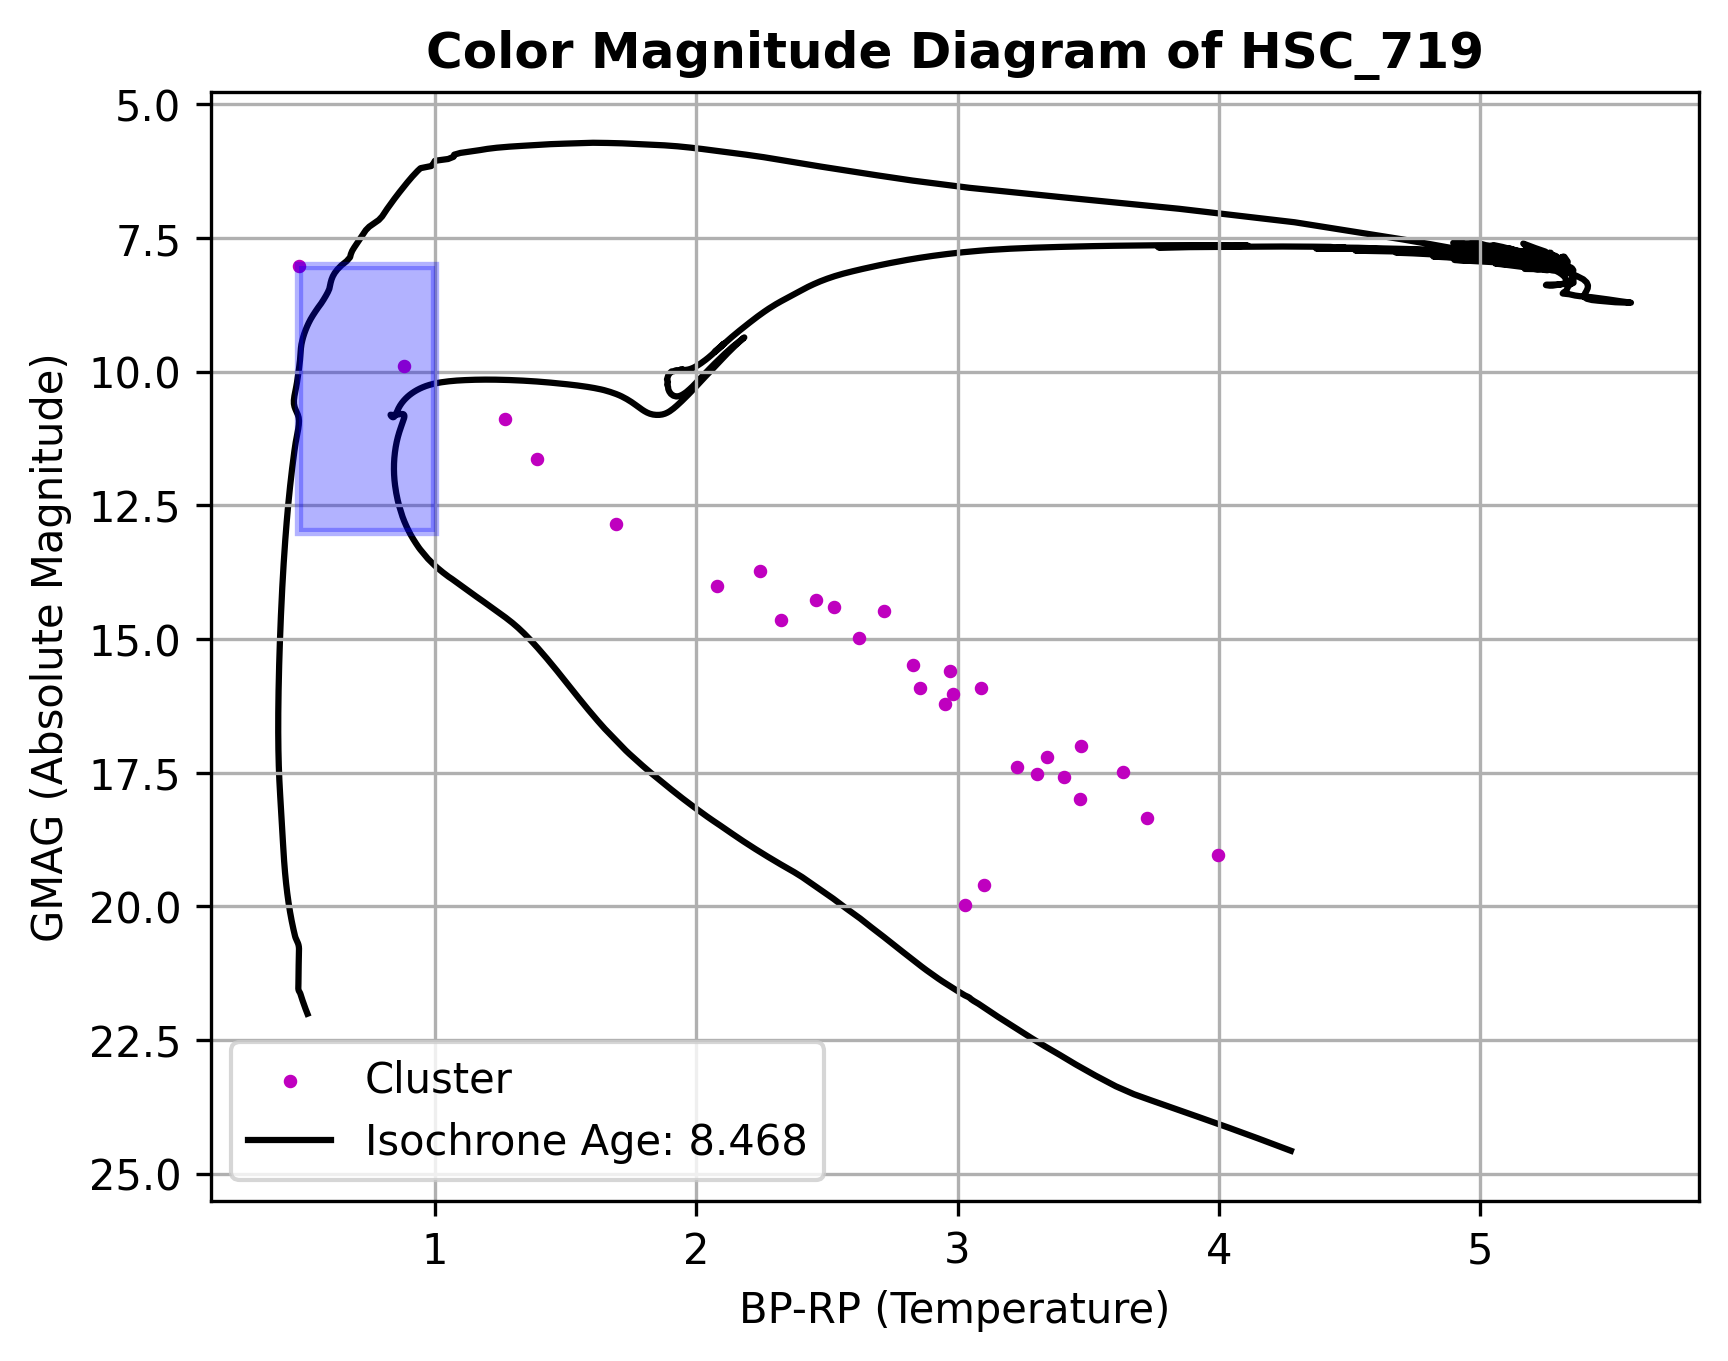 Color Magnitude Diagram of HSC_719
GMAG (Absolute Magnitude)
5.0
7.5
10.0
12.5
15.0
17.5
20.0
22.5
25.0
Cluster
Isochrone Age: 8.468
1 2 3 4 5
BP-RP (Temperature)